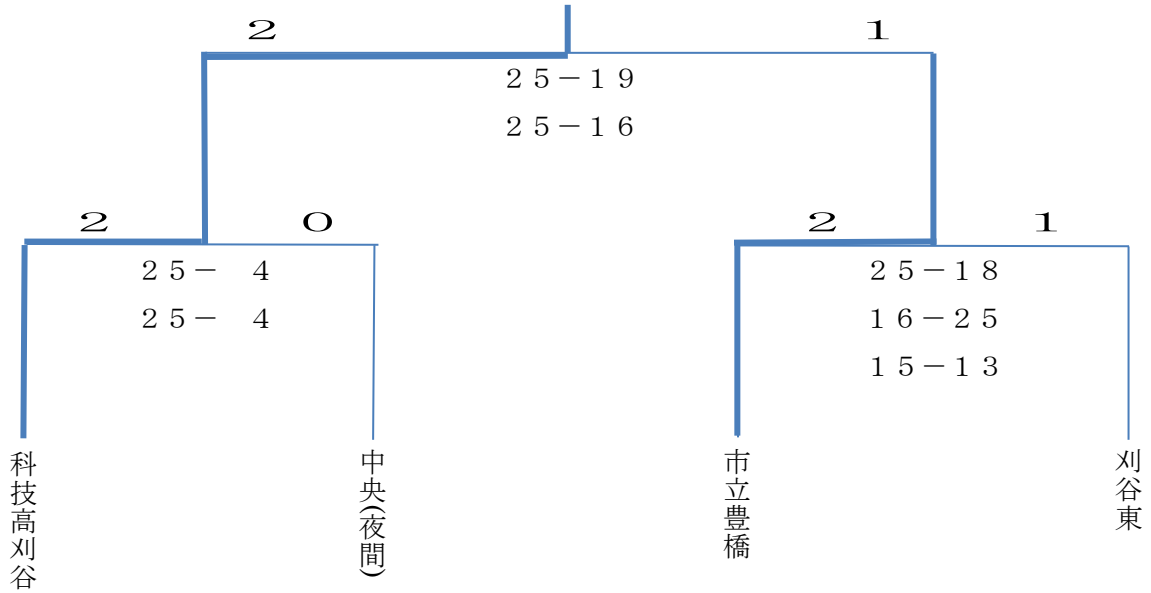 ２ １
２５－１９
２５－１６
２ ０ ２ １
２５－　４ ２５－１８
２５－　４ １６－２５
１５－１３
科技高刈谷
中央(夜間)
市立豊橋
刈谷東